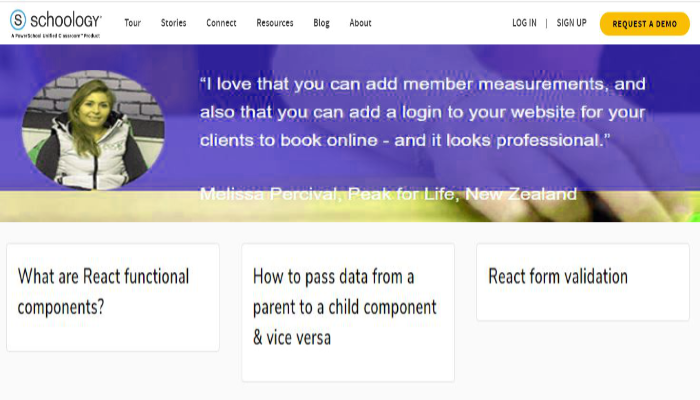 schoology
A PowerSchool Unified Classroom™ Product
Tour Stories Connect Resources Blog About
LOG IN | SIGN UP REQUEST A DEMO
“I love that you can add member measurements, and
also that you can add a login to your website for your
clients to book online - and it looks professional.”
Melissa Percival, Peak for Life, New Zealand
What are React functional
components?
How to pass data from a
parent to a child component
& vice versa
React form validation